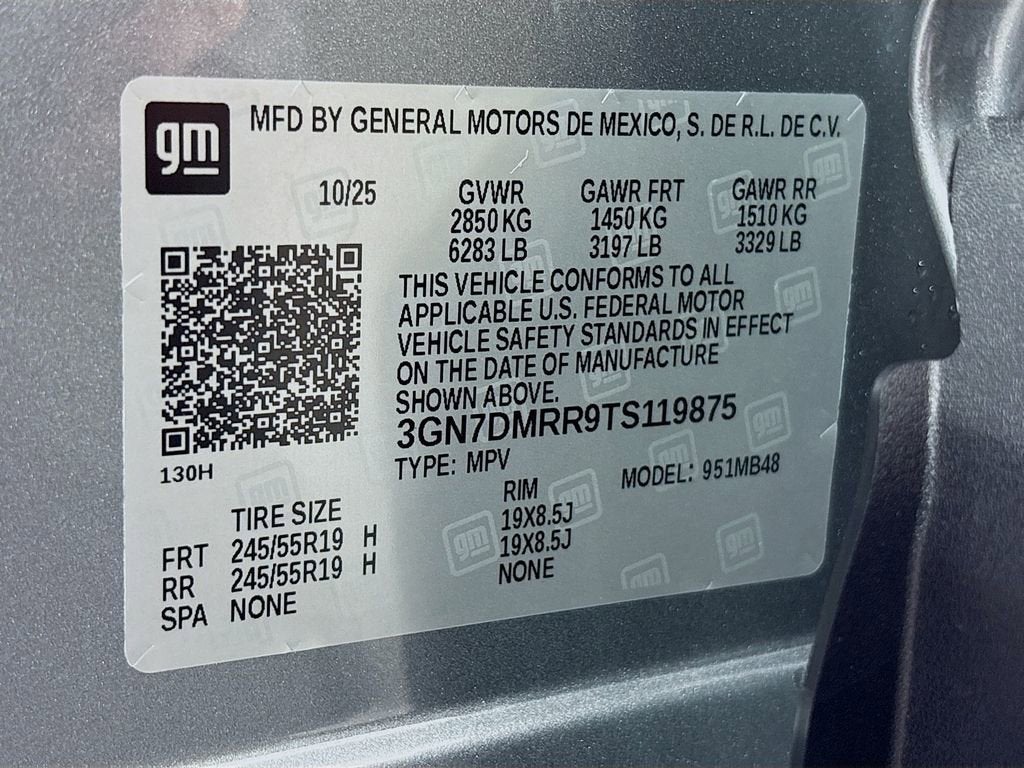 gm
MFD BY GENERAL MOTORS DE MEXICO, S. DE R.L. DE C.V.
10/25 GVWR GAWR FRT GAWR RR
2850 KG 1450 KG 1510 KG
6283 LB 3197 LB 3329 LB
THIS VEHICLE CONFORMS TO ALL
APPLICABLE U.S. FEDERAL MOTOR
VEHICLE SAFETY STANDARDS IN EFFECT
ON THE DATE OF MANUFACTURE
SHOWN ABOVE.
3GN7DMRR9TS119875
130H
TYPE: MPV MODEL: 951MB48
TIRE SIZE RIM
FRT 245/55R19 H 19X8.5J
RR 245/55R19 H 19X8.5J
SPA NONE NONE